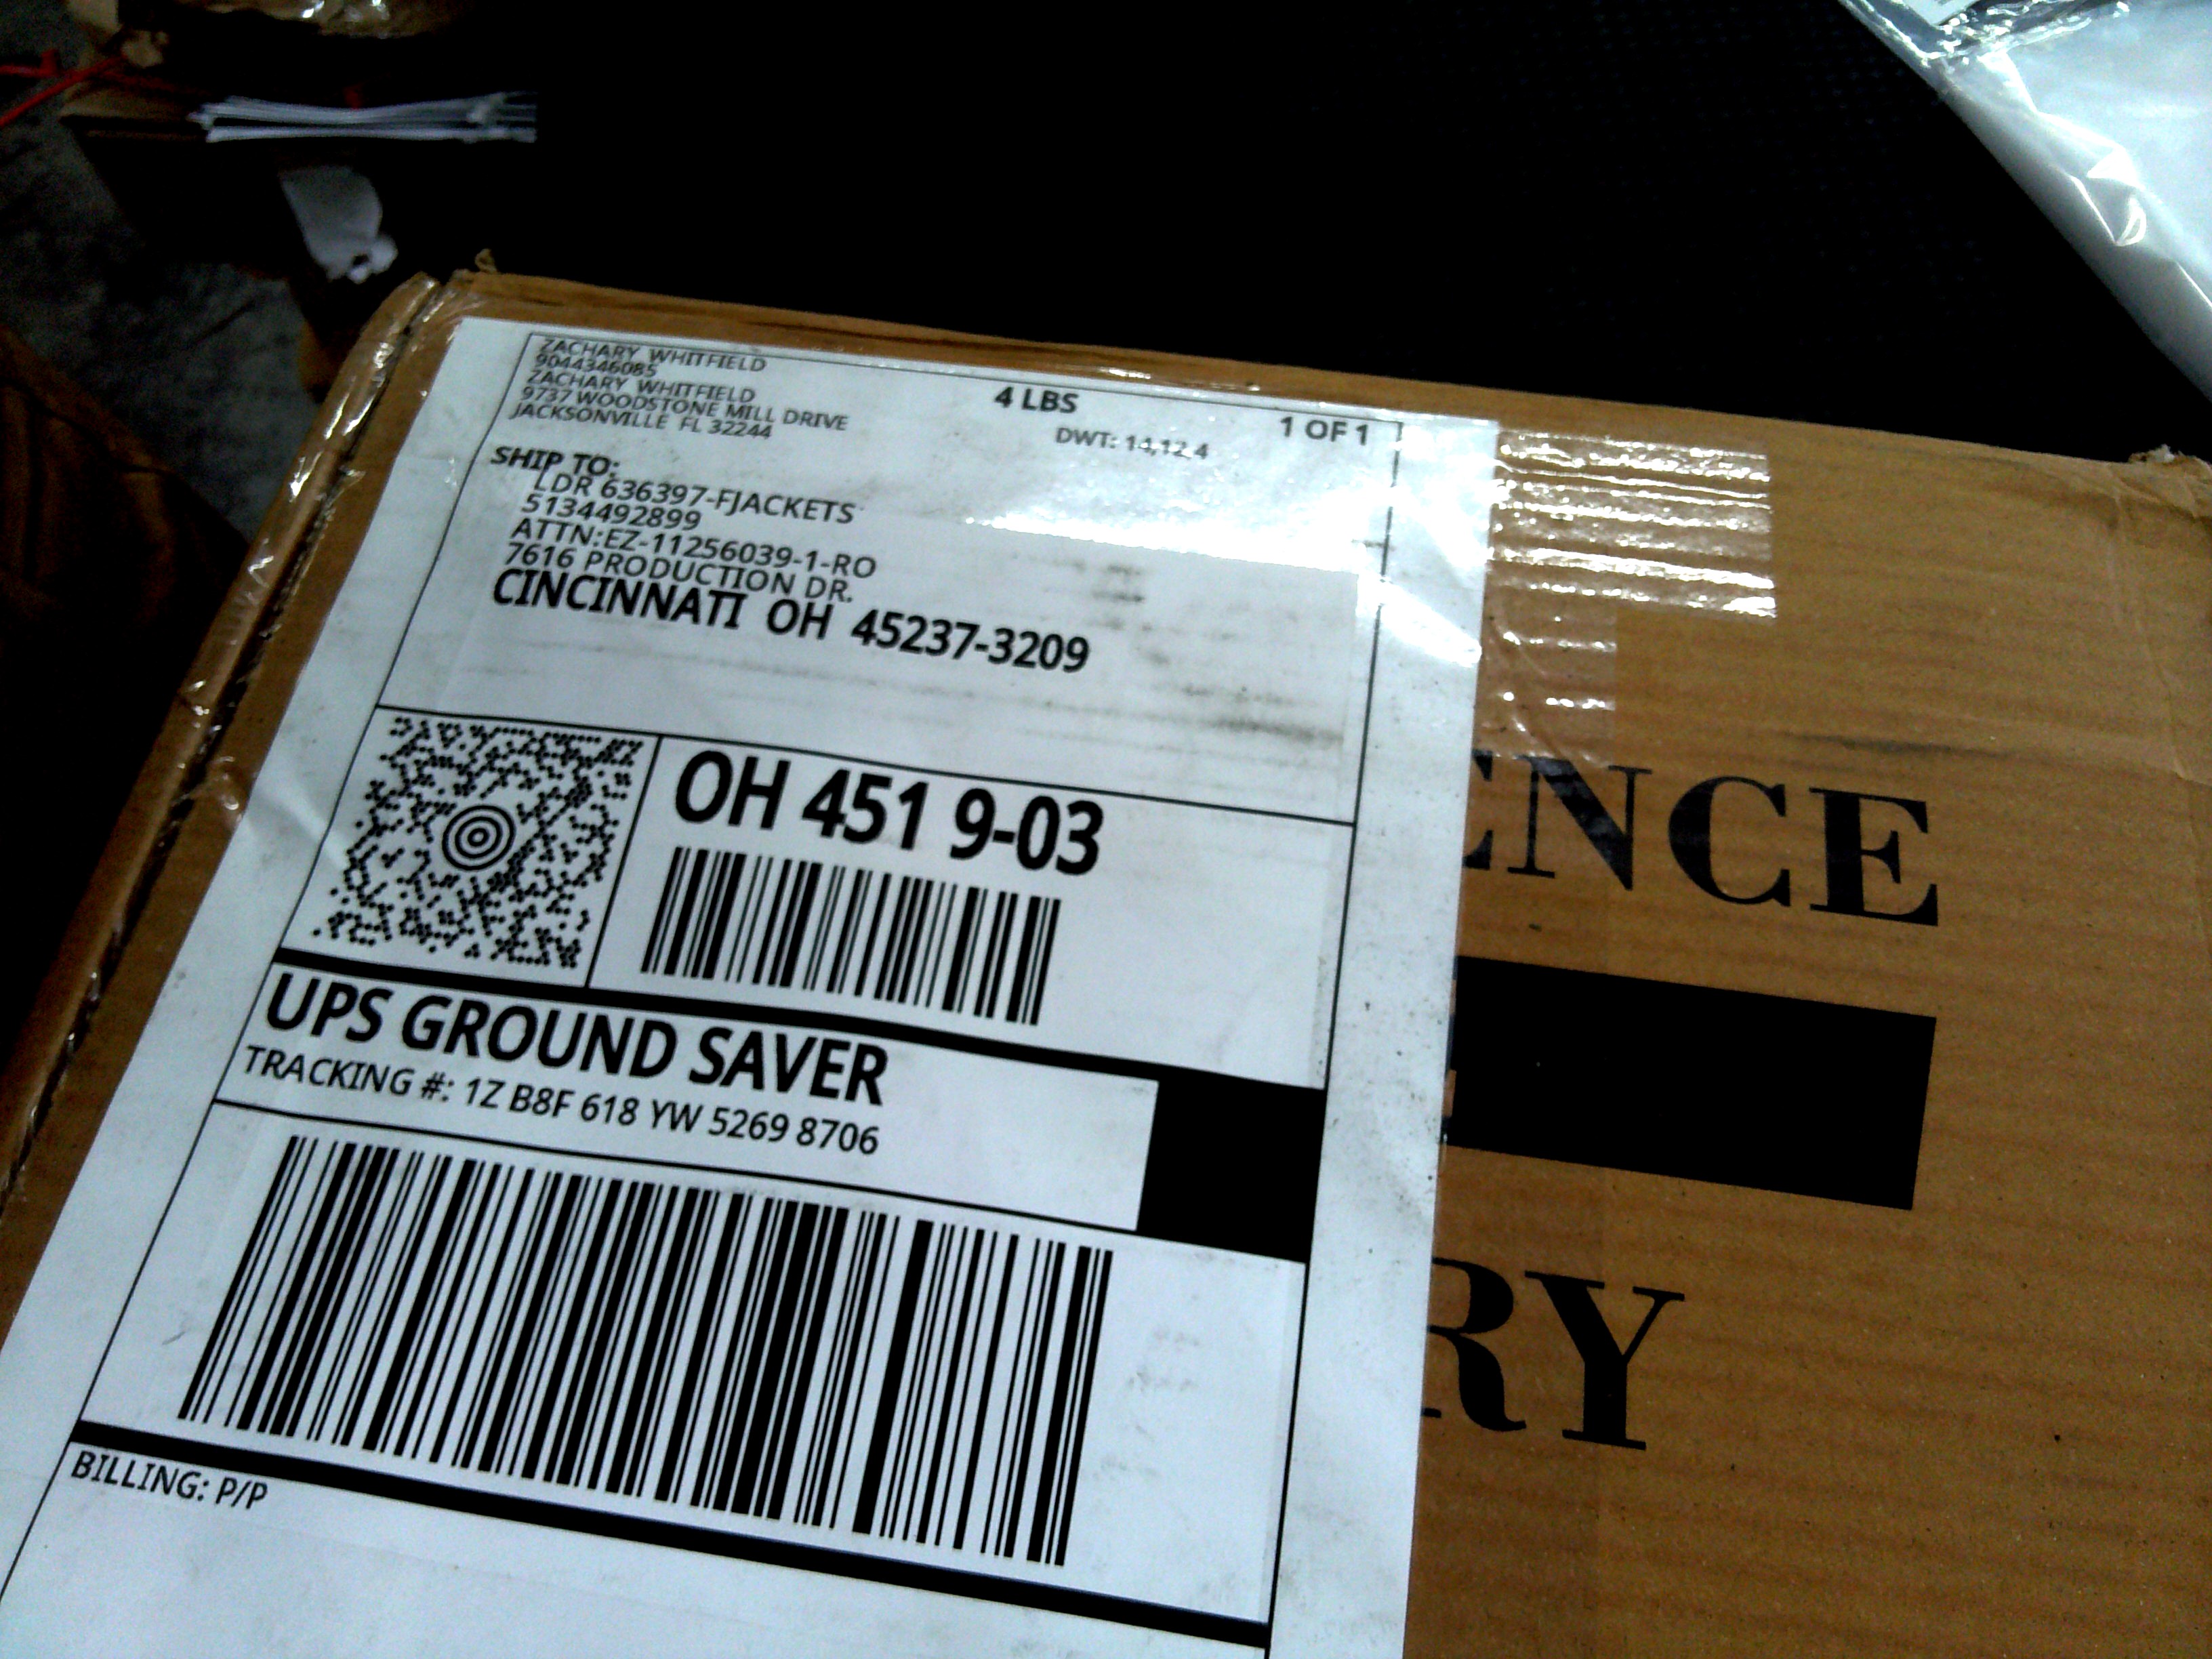 ZACHARY WHITFIELD
9044346085
ZACHARY WHITFIELD
9737 WOODSTONE MILL DRIVE
JACKSONVILLE FL 32244
4 LBS
1 OF 1
DWT: 14,12,4
SHIP TO:
LDR 636397-FJACKETS
5134492899
ATTN:EZ-11256039-1-RO
7616 PRODUCTION DR.
CINCINNATI OH 45237-3209
OH 451 9-03
UPS GROUND SAVER
TRACKING #: 1Z B8F 618 YW 5269 8706
BILLING: P/P
ENCE
RY